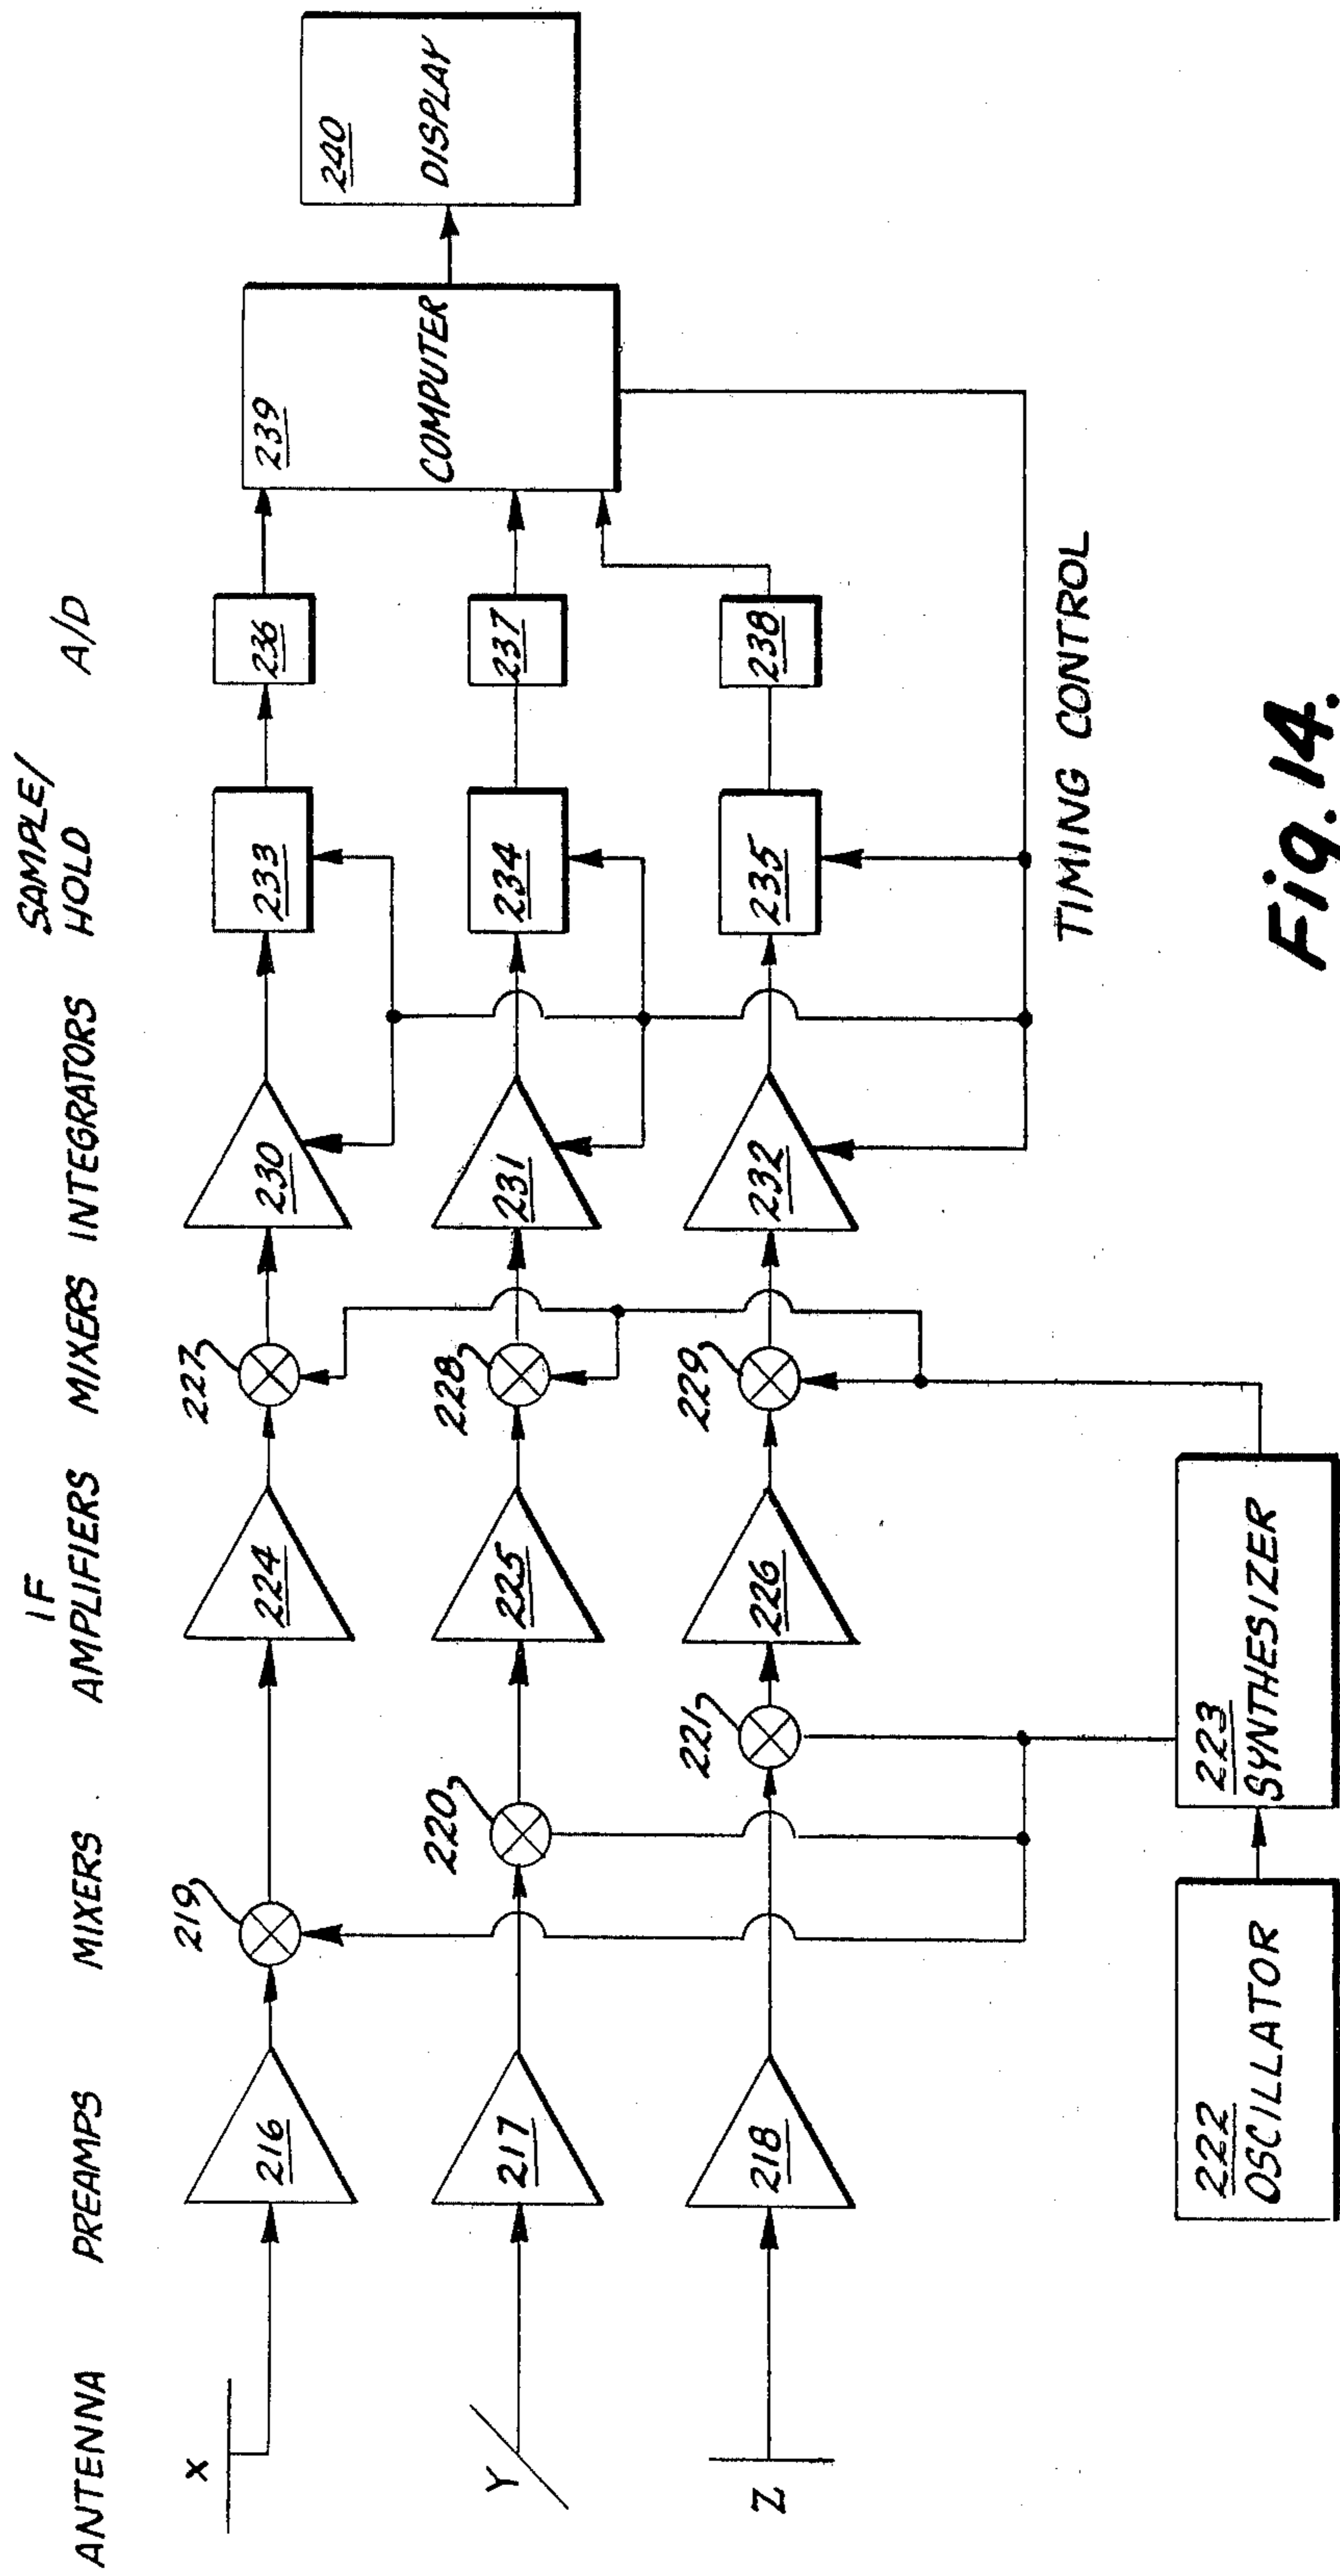 ANTENNA PREAMPS MIXERS IF AMPLIFIERS MIXERS INTEGRATORS SAMPLE/ HOLD A/D
X
216
219
224
227
230
233
236
Y
217
220
225
228
231
234
237
Z
218
221
226
229
232
235
238
239
COMPUTER
240
DISPLAY
TIMING CONTROL
222
OSCILLATOR
223
SYNTHESIZER
Fig. 14.